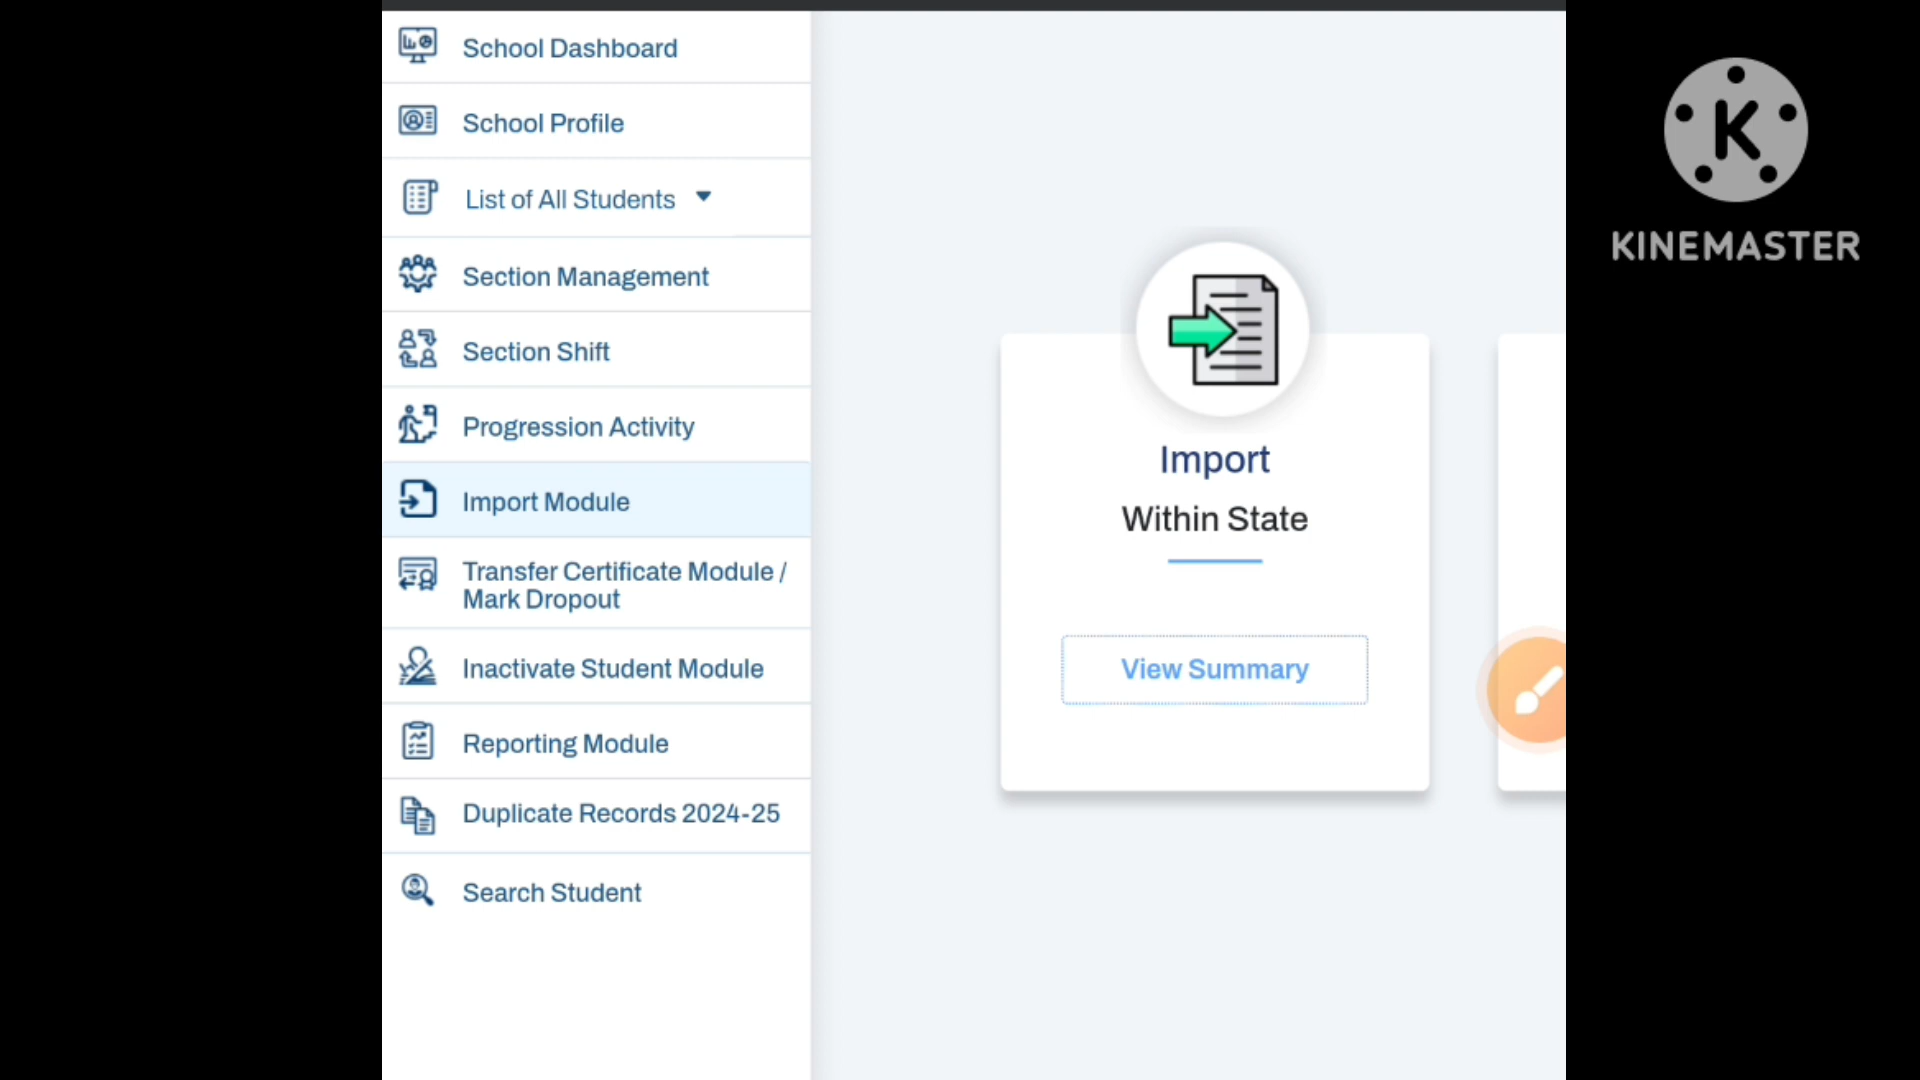 School Dashboard
School Profile
List of All Students
Section Management
Section Shift
Progression Activity
Import Module
Transfer Certificate Module /
Mark Dropout
Inactivate Student Module
Reporting Module
Duplicate Records 2024-25
Search Student
Import
Within State
View Summary
K
KINEMASTER